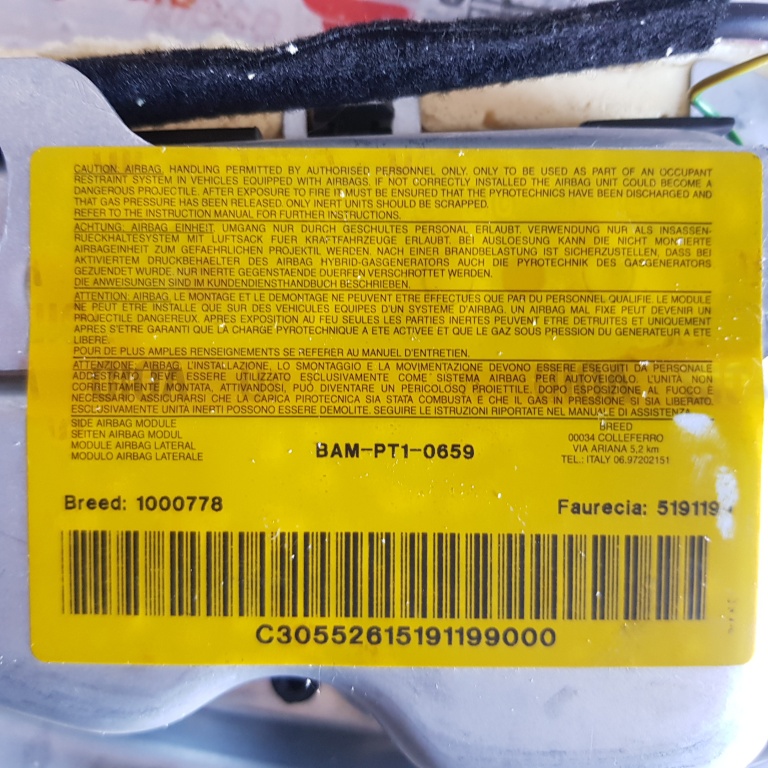 CAUTION: AIRBAG, HANDLING PERMITTED BY AUTHORISED PERSONNEL ONLY. ONLY TO BE USED AS PART OF AN OCCUPANT
RESTRAINT SYSTEM IN VEHICLES EQUIPPED WITH AIRBAGS. IF NOT CORRECTLY INSTALLED THE AIRBAG UNIT COULD BECOME A
DANGEROUS PROJECTILE. AFTER EXPOSURE TO FIRE IT MUST BE ENSURED THAT THE PYROTECHNICS HAVE BEEN DISCHARGED AND
THAT GAS PRESSURE HAS BEEN RELEASED. ONLY INERT UNITS SHOULD BE SCRAPPED.
REFER TO THE INSTRUCTION MANUAL FOR FURTHER INSTRUCTIONS.
ACHTUNG: AIRBAG EINHEIT. UMGANG NUR DURCH GESCHULTES PERSONAL ERLAUBT. VERWENDUNG NUR ALS INSASSEN-
RUECKHALTESYSTEM MIT LUFTSACK FUER KRAFTFAHRZEUGE ERLAUBT. BEI AUSLOESUNG KANN DIE NICHT MONTIERTE
AIRBAGEINHEIT ZUM GEFAEHRLICHEN PROJEKTIL WERDEN. NACH EINER BRANDBELASTUNG IST SICHERZUSTELLEN, DASS BEI
AKTIVIERTEM DRUCKBEHAELTER DES AIRBAG HYBRID-GASGENERATORS AUCH DIE PYROTECHNIK DES GASGENERATORS
GEZUENDET WURDE. NUR INERTE GEGENSTAENDE DUERFEN VERSCHROTTET WERDEN.
DIE ANWEISUNGEN SIND IM KUNDENDIENSTHANDBUCH BESCHRIEBEN.
ATTENTION: AIRBAG, LE MONTAGE ET LE DEMONTAGE NE PEUVENT ETRE EFFECTUES QUE PAR DU PERSONNEL QUALIFIE. LE MODULE
NE PEUT ETRE INSTALLE QUE SUR DES VEHICULES EQUIPES D'UN SYSTEME D'AIRBAG. UN AIRBAG MAL FIXE PEUT DEVENIR UN
PROJECTILE DANGEREUX. APRES EXPOSITION AU FEU SEULES LES PARTIES INERTES PEUVENT ETRE DETRUITES ET UNIQUEMENT
APRES S'ETRE GARANTI QUE LA CHARGE PYROTECHNIQUE A ETE ACTIVEE ET QUE LE GAZ SOUS PRESSION DU GENERATEUR A ETE
LIBERE.
POUR DE PLUS AMPLES RENSEIGNEMENTS SE REFERER AU MANUEL D'ENTRETIEN.
ATTENZIONE: AIRBAG, L'INSTALLAZIONE, LO SMONTAGGIO E LA MOVIMENTAZIONE DEVONO ESSERE ESEGUITI DA PERSONALE
ADDESTRATO. DEVE ESSERE UTILIZZATO ESCLUSIVAMENTE COME SISTEMA AIRBAG PER AUTOVEICOLO. L'UNITÀ NON
CORRETTAMENTE MONTATA, ATTIVANDOSI, PUÒ DIVENTARE UN PERICOLOSO PROIETTILE. DOPO ESPOSIZIONE AL FUOCO È
NECESSARIO ASSICURARSI CHE LA CARICA PIROTECNICA SIA STATA COMBUSTA E CHE IL GAS IN PRESSIONE SI SIA LIBERATO.
ESCLUSIVAMENTE UNITÀ INERTI POSSONO ESSERE DEMOLITE. SEGUIRE LE ISTRUZIONI RIPORTATE NEL MANUALE DI ASSISTENZA.
SIDE AIRBAG MODULE
SEITEN AIRBAG MODUL
MODULE AIRBAG LATERAL
MODULO AIRBAG LATERALE
BAM-PT1-0659
BREED
00034 COLLEFERRO
VIA ARIANA 5,2 km
TEL.: ITALY 06.97202151
Breed: 1000778
Faurecia: 519119
C30552615191199000